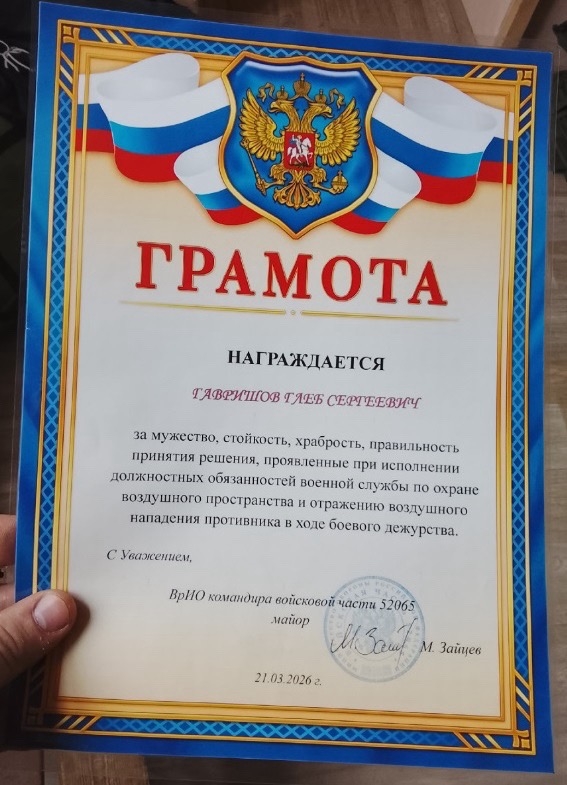 ГРАМОТА
НАГРАЖДАЕТСЯ
ГАВРИШОВ ГЛЕБ СЕРГЕЕВИЧ
за мужество, стойкость, храбрость, правильность
принятия решения, проявленные при исполнении
должностных обязанностей военной службы по охране
воздушного пространства и отражению воздушного
нападения противника в ходе боевого дежурства.
С Уважением,
ВрИО командира войсковой части 52065
майор
М. Зайцев
21.03.2026 г.